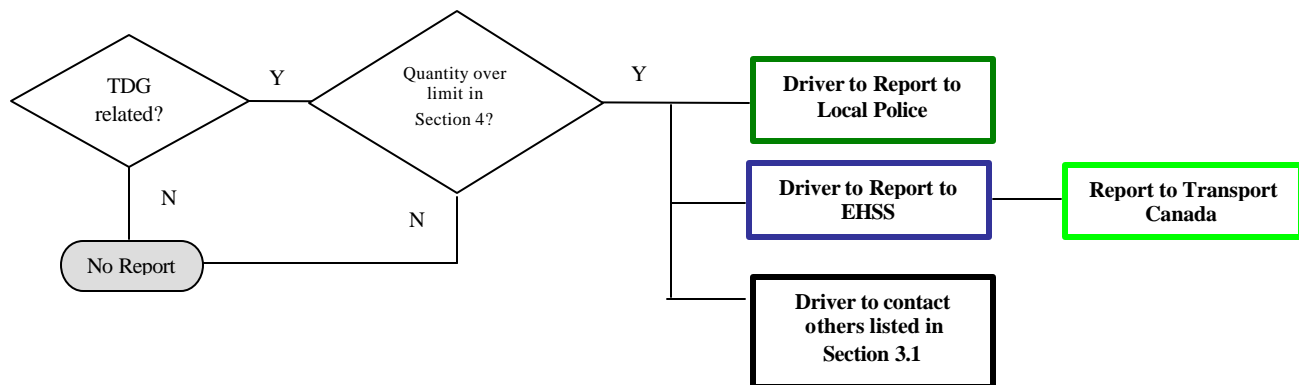 TDG
related?
Y
Quantity over
limit in
Section 4?
Y
Driver to Report to
Local Police
N
N
No Report
Driver to Report to
EHSS
Report to Transport
Canada
Driver to contact
others listed in
Section 3.1